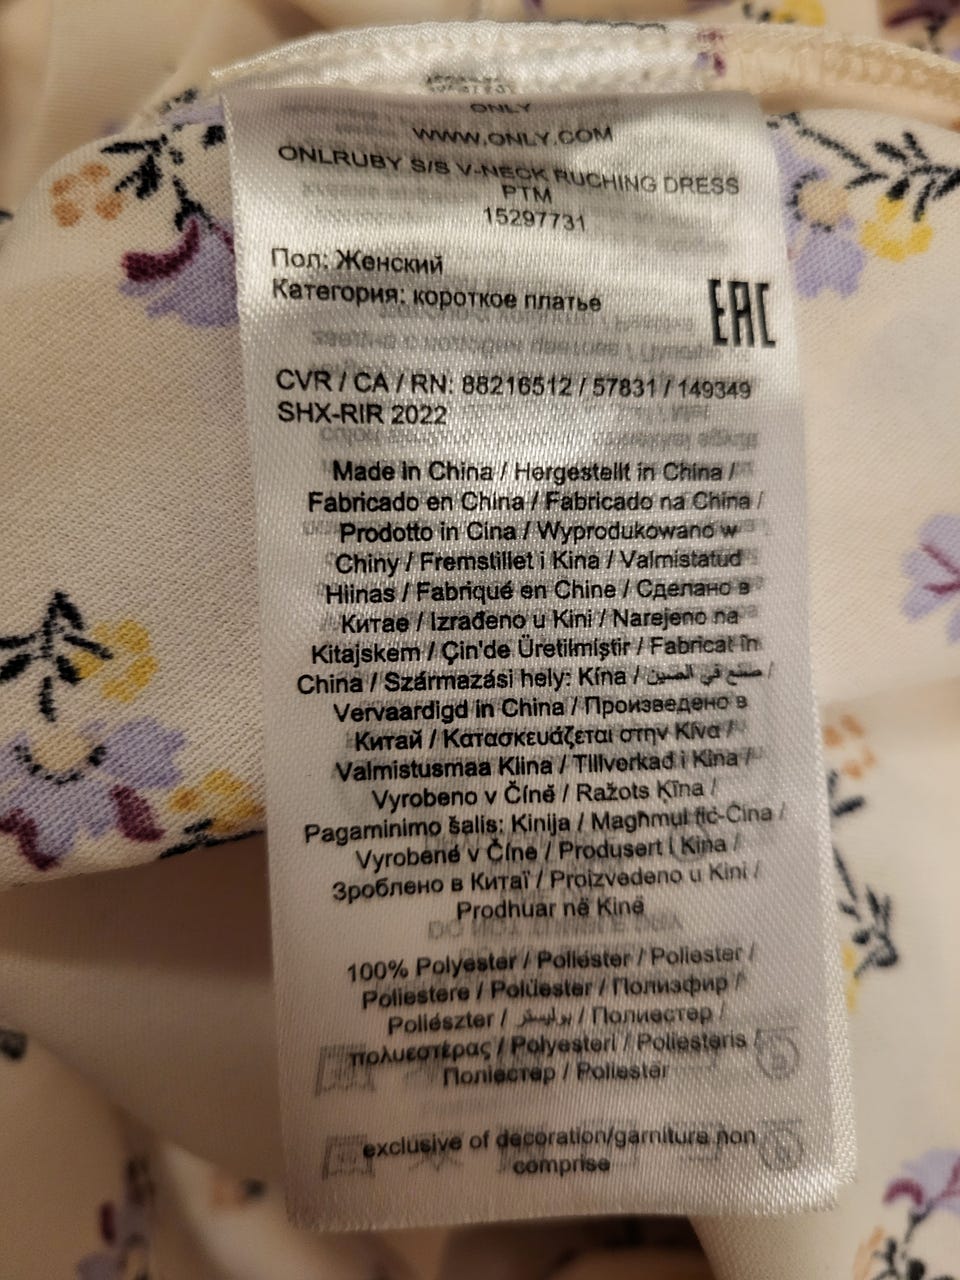 ONLY
WWW.ONLY.COM
ONLRUBY S/S V-NECK RUCHING DRESS
PTM
15297731
Пол: Женский
Категория: короткое платье
EAC
CVR / CA / RN: 88216512 / 57831 / 149349
SHX-RIR 2022
Made in China / Hergestellt in China /
Fabricado en China / Fabricado na China /
Prodotto in Cina / Wyprodukowano w
Chiny / Fremstillet i Kina / Valmistatud
Hiinas / Fabriqué en Chine / Сделано в
Китае / Izrađeno u Kini / Narejeno na
Kitajskem / Çin'de Üretilmiştir / Fabricat în
China / Származási hely: Kína / صنع في الصين /
Vervaardigd in China / Произведено в
Китай / Κατασκευάζεται στην Κίνα /
Valmistusmaa Kiina / Tillverkad i Kina /
Vyrobeno v Číně / Ražots Ķīna /
Pagaminimo šalis: Kinija / Magħmul fiċ-Ċina /
Vyrobené v Číne / Produsert i Kina /
Зроблено в Китаї / Proizvedeno u Kini /
Prodhuar në Kinë
100% Polyester / Poliéster / Poliester /
Poliestere / Polüester / Полиэфир /
Poliészter / بوليستر / Полиестер /
πολυεστέρας / Polyesteri / Poliesteris /
Поліестер / Poliester
exclusive of decoration/garniture non
comprise